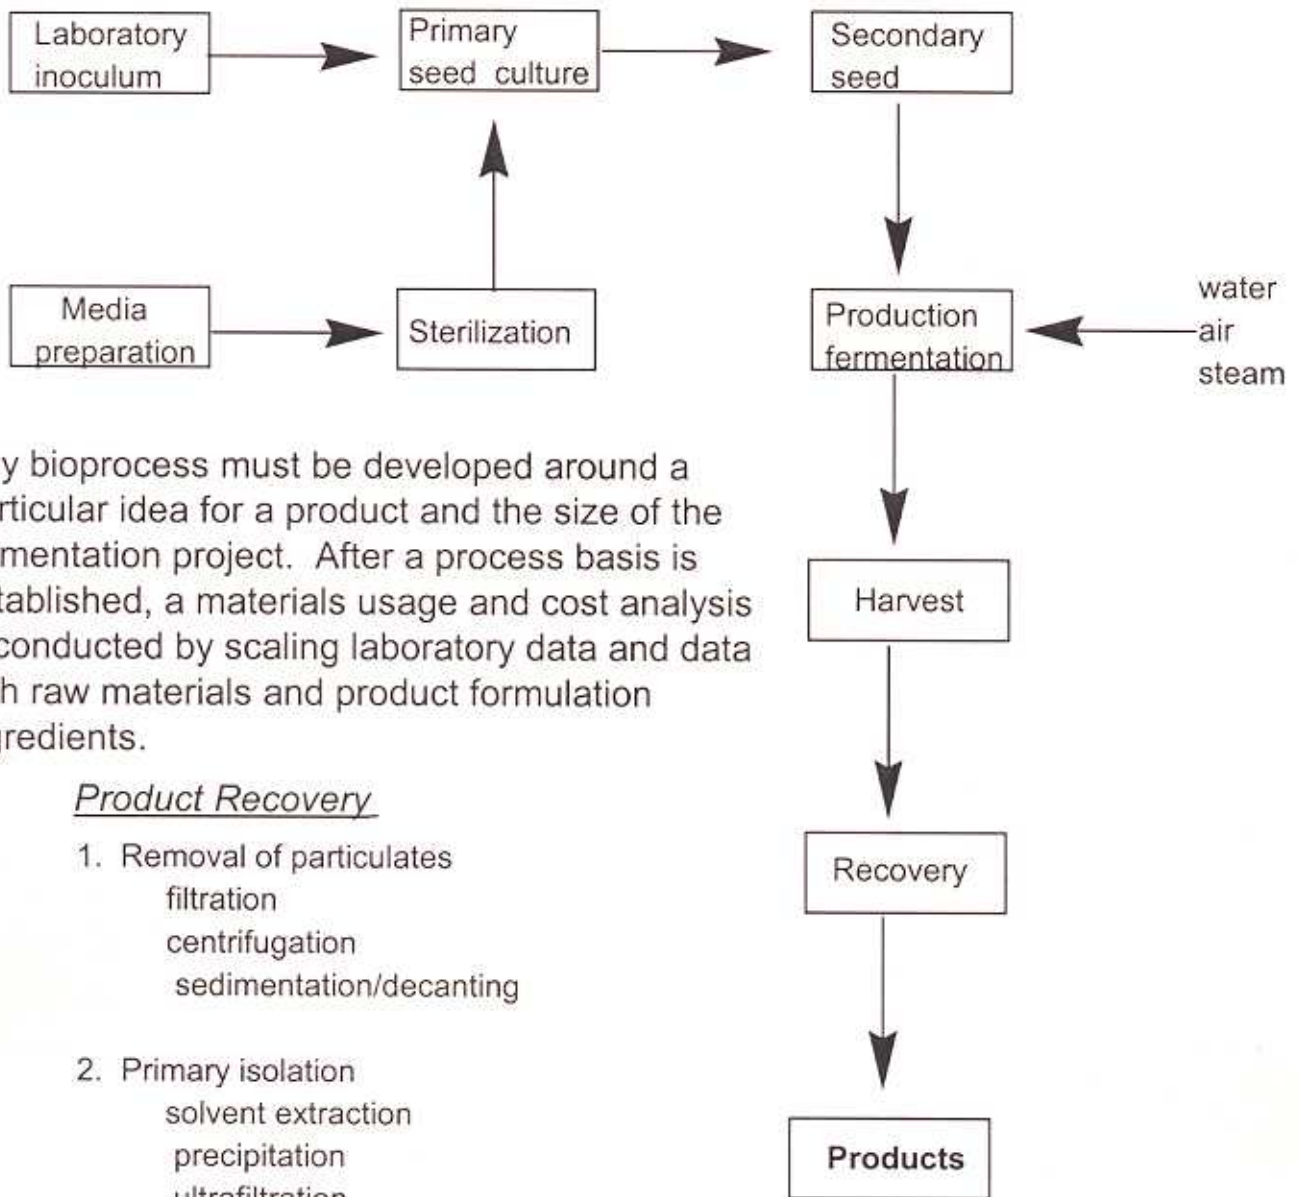 Laboratory
inoculum
Primary
seed culture
Secondary
seed
Media
preparation
Sterilization
Production
fermentation
water
air
steam
y bioprocess must be developed around a
rticular idea for a product and the size of the
mentation project. After a process basis is
tablished, a materials usage and cost analysis
conducted by scaling laboratory data and data
h raw materials and product formulation
gredients.
Harvest
Product Recovery
1. Removal of particulates
filtration
centrifugation
sedimentation/decanting
Recovery
2. Primary isolation
solvent extraction
precipitation
ultrafiltration
Products